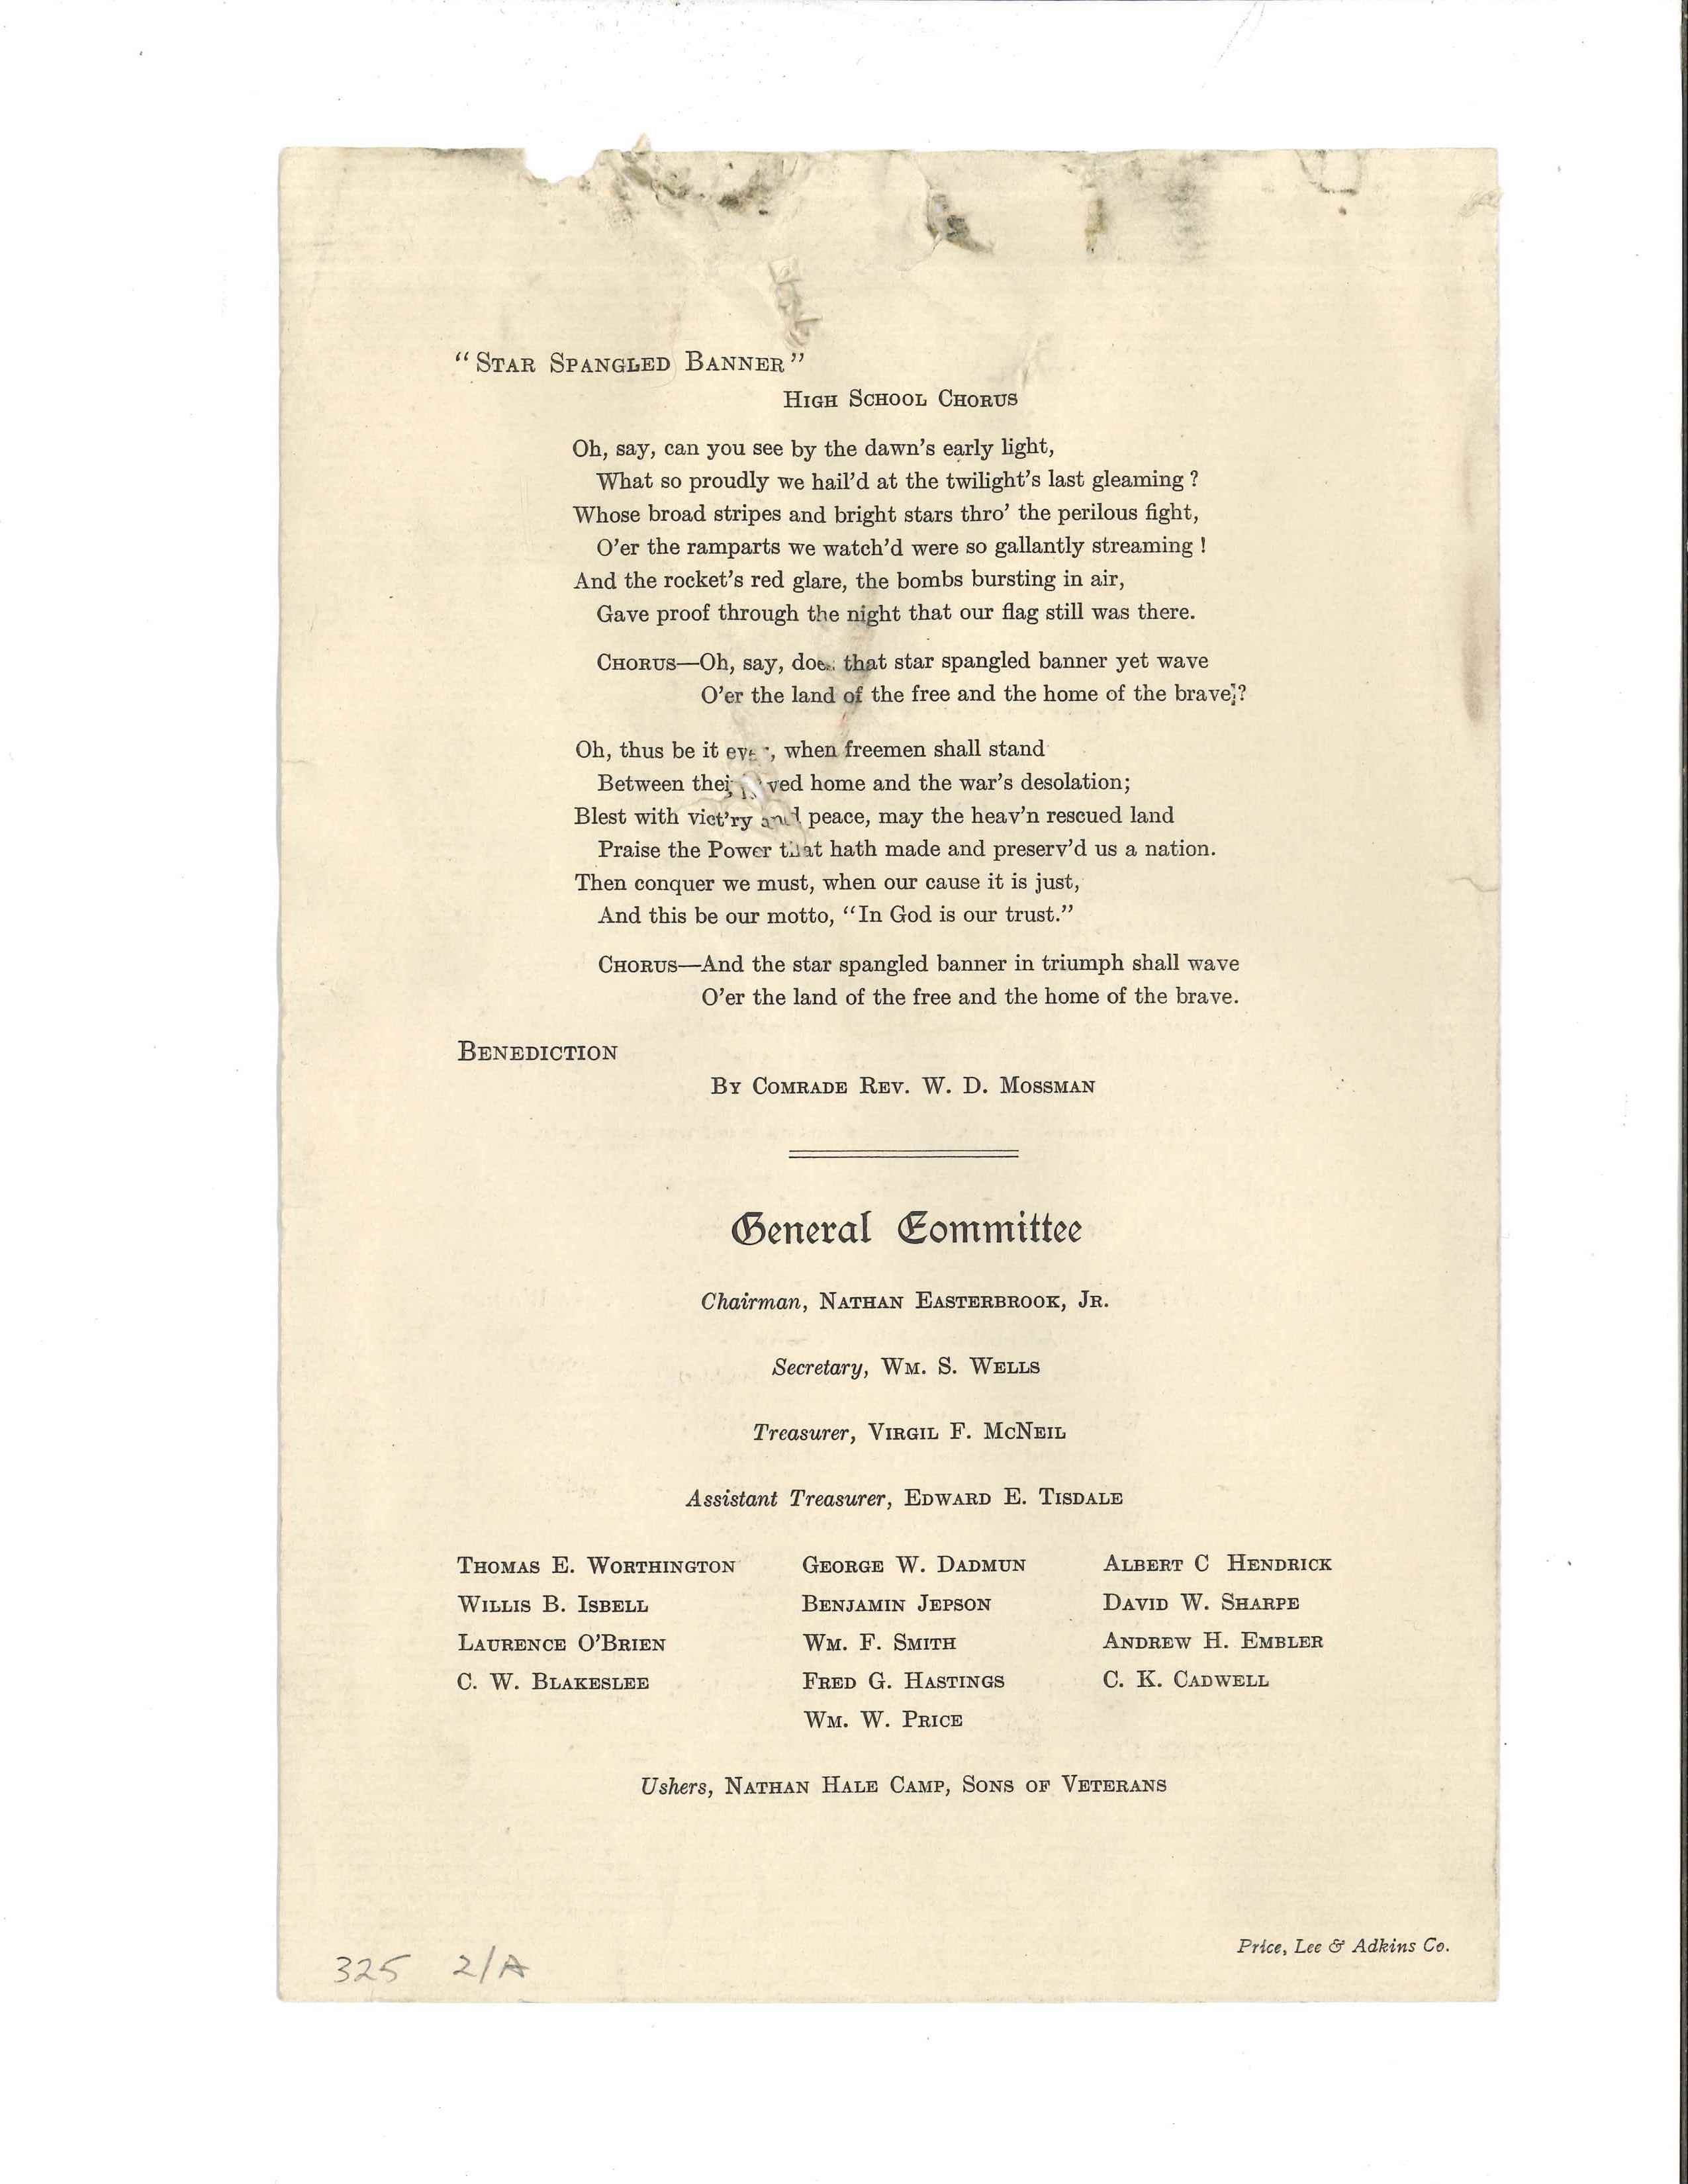 “STAR SPANGLED BANNER”
HIGH SCHOOL CHORUS
Oh, say, can you see by the dawn’s early light,
What so proudly we hail’d at the twilight’s last gleaming ?
Whose broad stripes and bright stars thro’ the perilous fight,
O’er the ramparts we watch’d were so gallantly streaming !
And the rocket’s red glare, the bombs bursting in air,
Gave proof through the night that our flag still was there.
CHORUS—Oh, say, does that star spangled banner yet wave
O’er the land of the free and the home of the brave?
Oh, thus be it ever, when freemen shall stand
Between their home and the war’s desolation;
Blest with vict’ry and peace, may the heav’n rescued land
Praise the Power that hath made and preserv’d us a nation.
Then conquer we must, when our cause it is just,
And this be our motto, “In God is our trust.”
CHORUS—And the star spangled banner in triumph shall wave
O’er the land of the free and the home of the brave.
BENEDICTION
BY COMRADE REV. W. D. MOSSMAN
General Committee
Chairman, NATHAN EASTERBROOK, JR.
Secretary, WM. S. WELLS
Treasurer, VIRGIL F. MCNEIL
Assistant Treasurer, EDWARD E. TISDALE
THOMAS E. WORTHINGTON GEORGE W. DADMUN ALBERT C HENDRICK
WILLIS B. ISBELL BENJAMIN JEPSON DAVID W. SHARPE
LAURENCE O’BRIEN WM. F. SMITH ANDREW H. EMBLER
C. W. BLAKESLEE FRED G. HASTINGS C. K. CADWELL
WM. W. PRICE
Ushers, NATHAN HALE CAMP, SONS OF VETERANS
Price, Lee & Adkins Co.
325 2/A